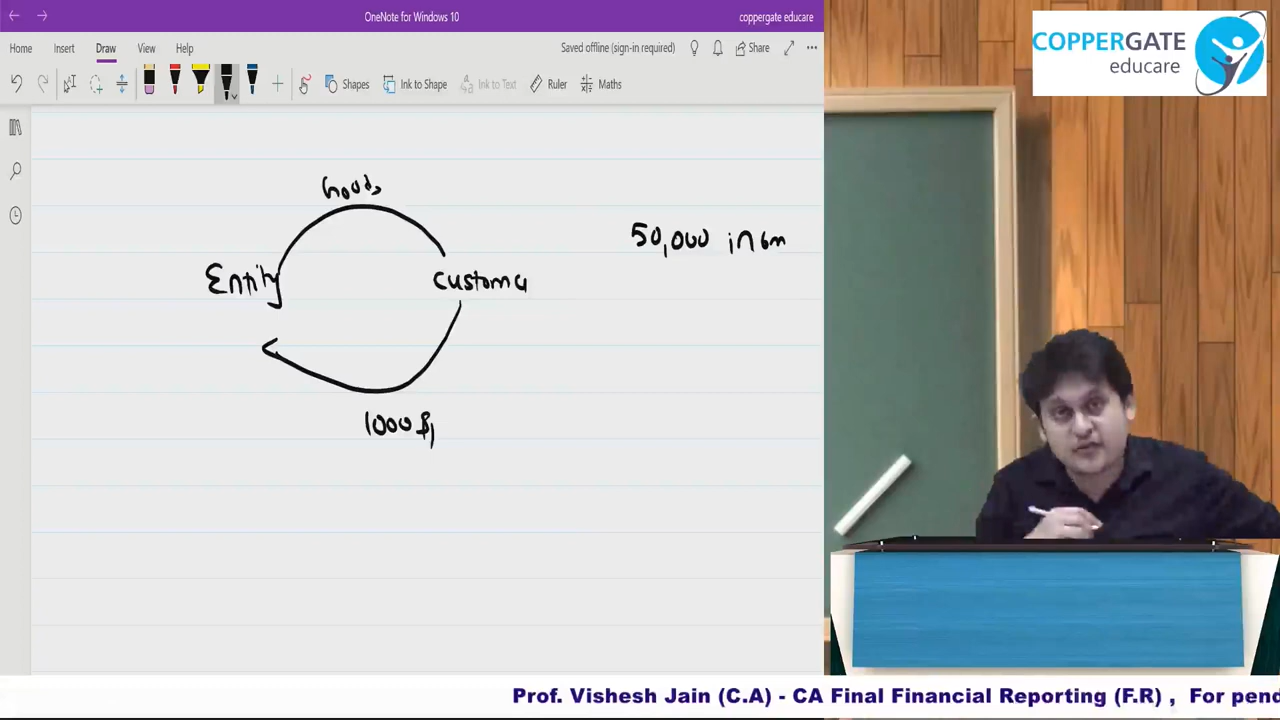 OneNote for Windows 10
coppergate educare
Home Insert Draw View Help
Saved offline (sign-in required)
Share
Shapes
Ink to Shape
Ink to Text
Ruler
Maths
COPPERGATE
educare
Goods
50,000 in 6m
Entity
Custome
1000 $,
Prof. Vishesh Jain (C.A) - CA Final Financial Reporting (F.R) , For pend